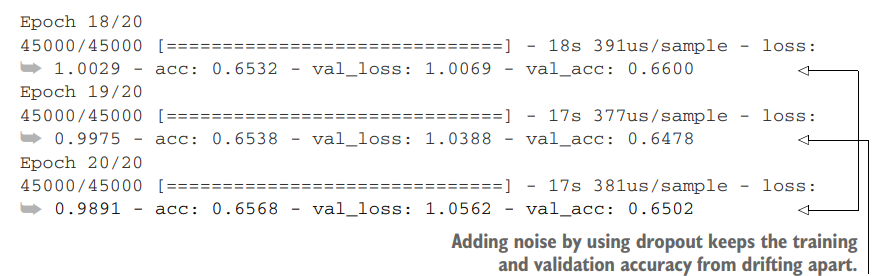 Epoch 18/20
45000/45000 [==============================] - 18s 391us/sample - loss:
➥ 1.0029 - acc: 0.6532 - val_loss: 1.0069 - val_acc: 0.6600
Epoch 19/20
45000/45000 [==============================] - 17s 377us/sample - loss:
➥ 0.9975 - acc: 0.6538 - val_loss: 1.0388 - val_acc: 0.6478
Epoch 20/20
45000/45000 [==============================] - 17s 381us/sample - loss:
➥ 0.9891 - acc: 0.6568 - val_loss: 1.0562 - val_acc: 0.6502
Adding noise by using dropout keeps the training
and validation accuracy from drifting apart.